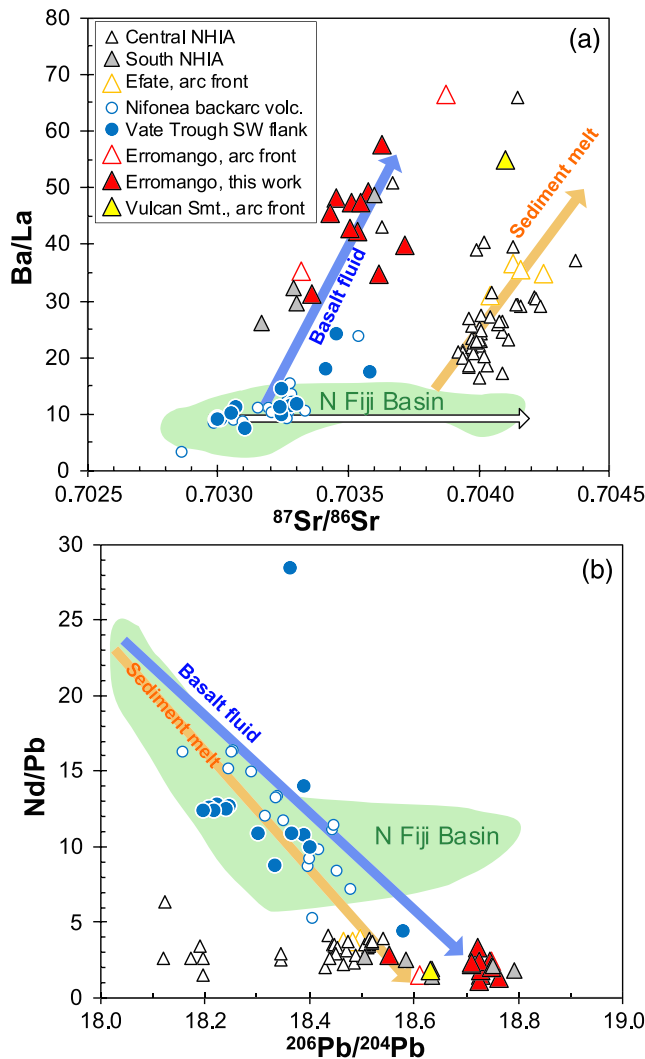 (a)
Central NHIA
South NHIA
Efate, arc front
Nifonea backarc volc.
Vate Trough SW flank
Erromango, arc front
Erromango, this work
Vulcan Smt., arc front
80
70
60
50
40
30
20
10
0
Ba/La
Basalt fluid
Sediment melt
N Fiji Basin
0.7025
0.7030
0.7035
0.7040
0.7045
⁸⁷Sr/⁸⁶Sr
(b)
30
25
20
15
10
5
0
Nd/Pb
Basalt fluid
Sediment melt
N Fiji Basin
18.0
18.2
18.4
18.6
18.8
19.0
²⁰⁶Pb/²⁰⁴Pb